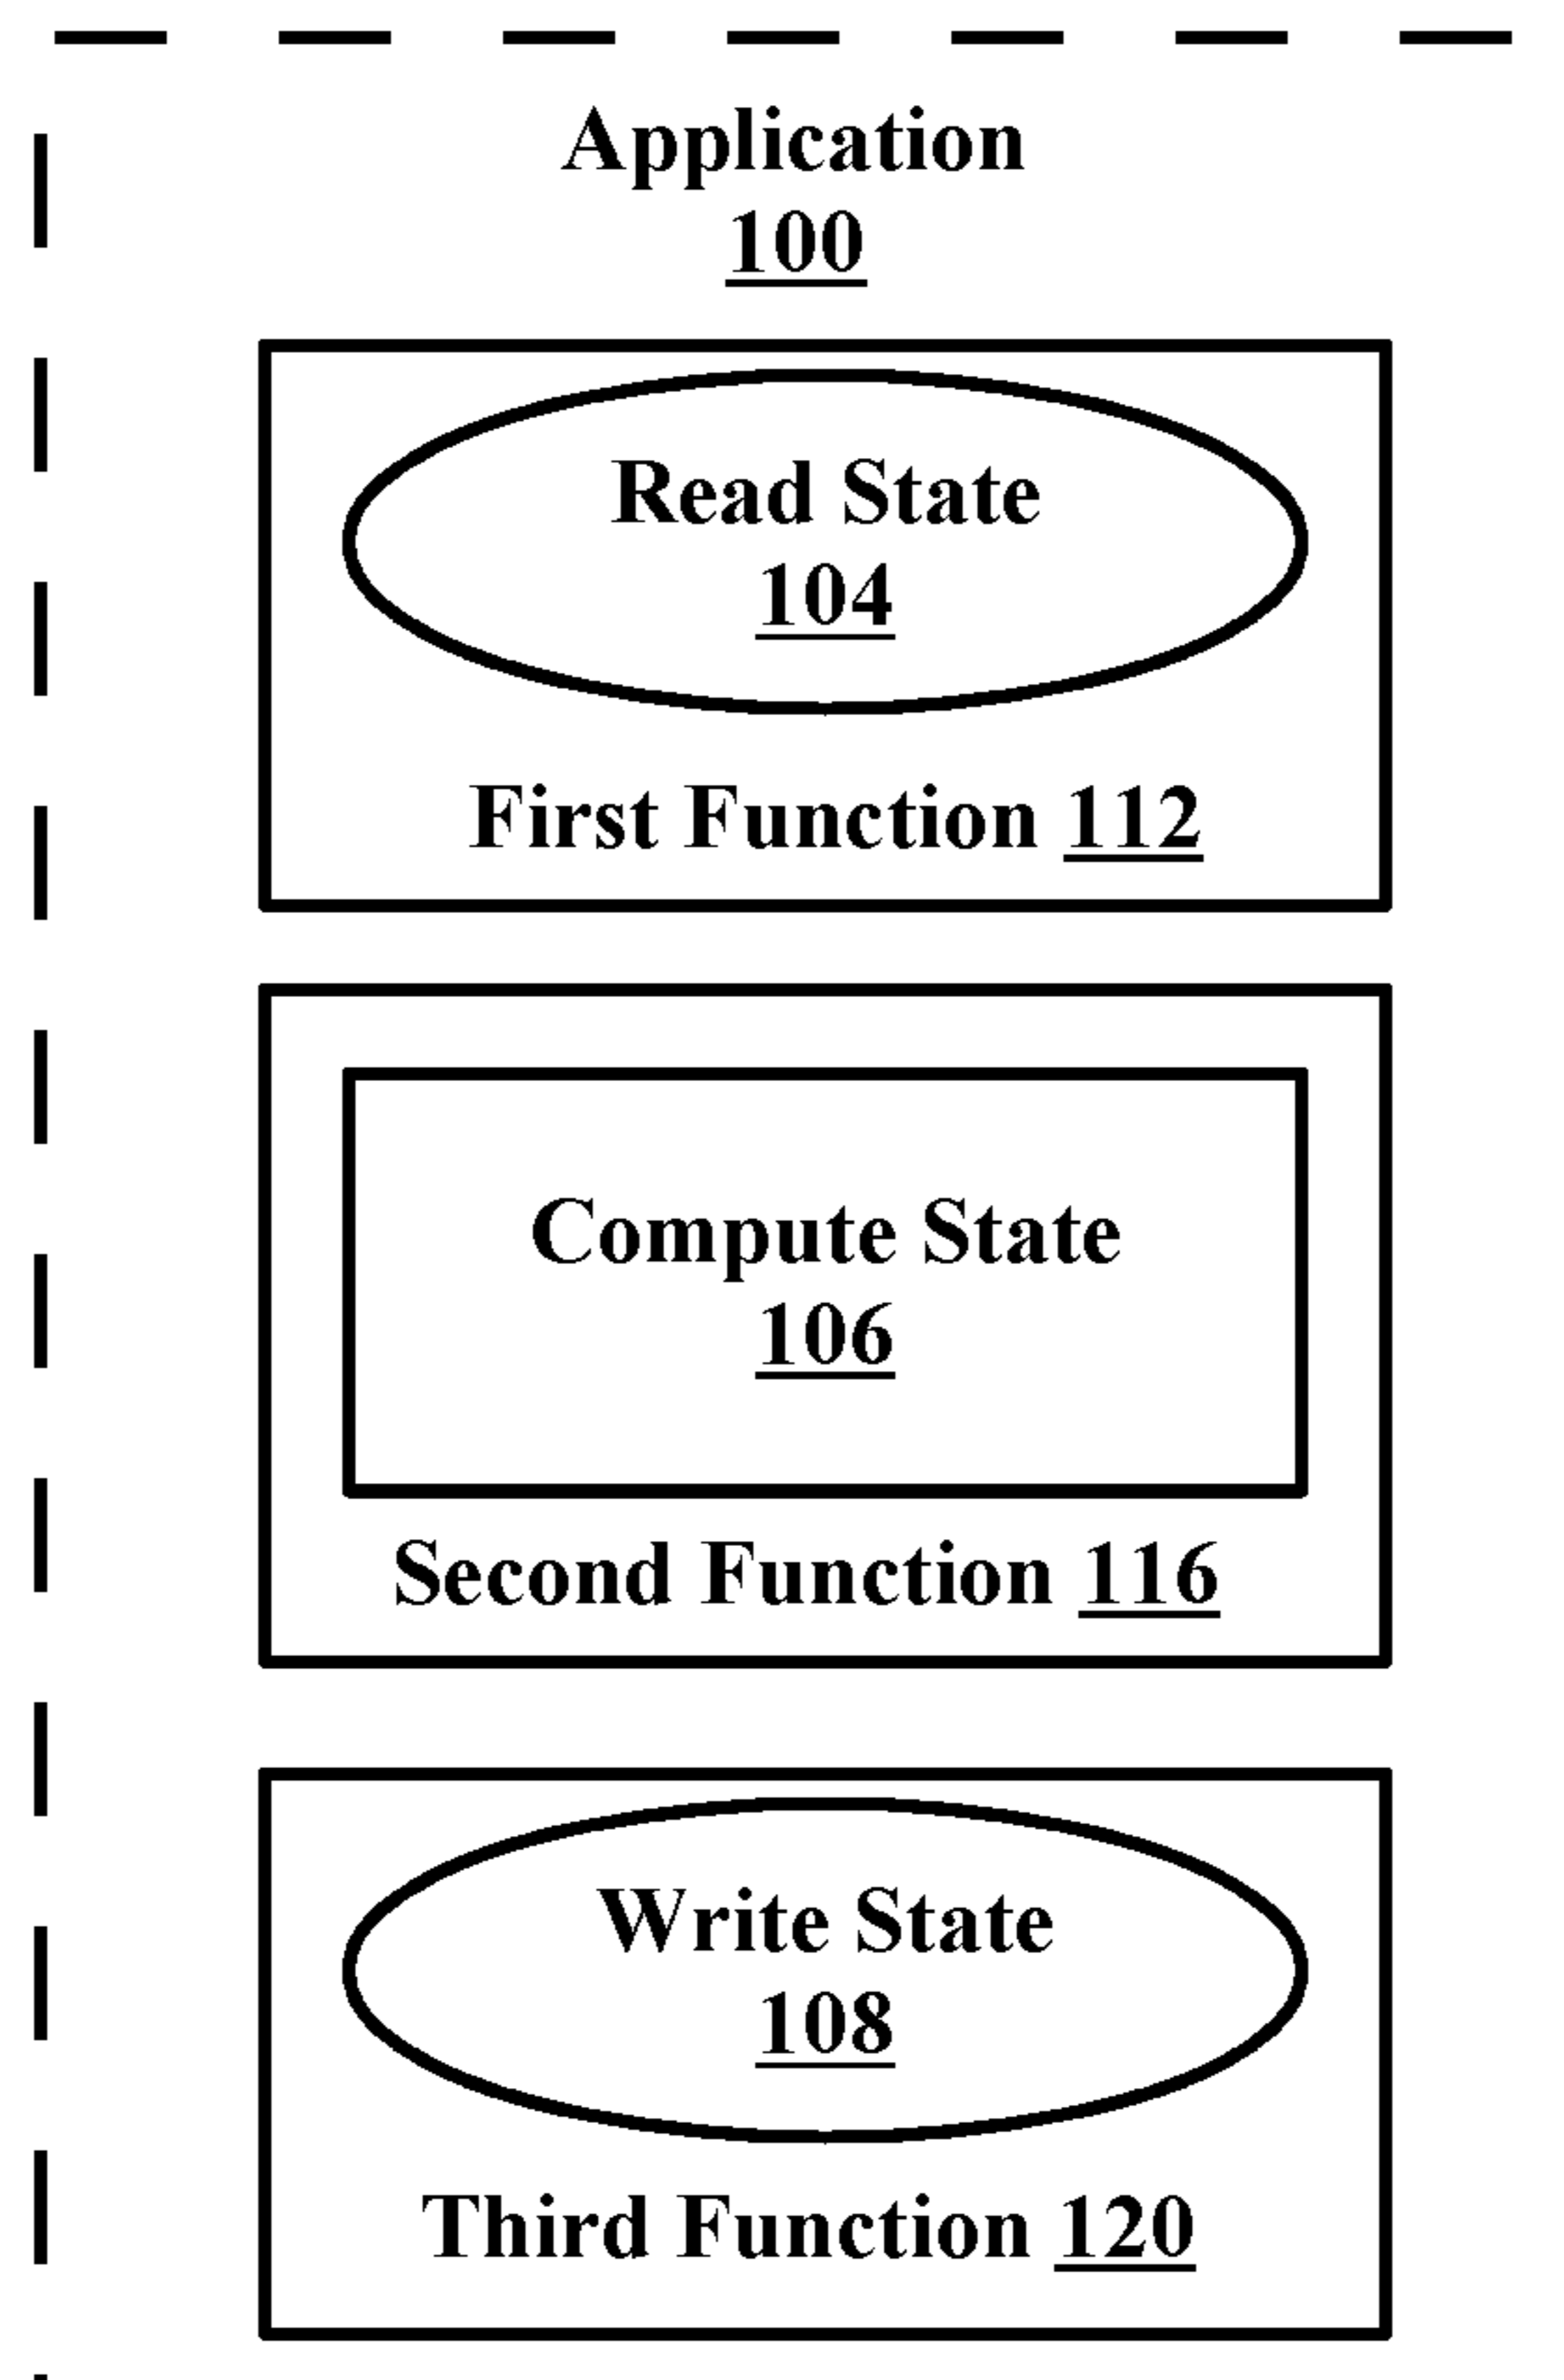 Application
100
Read State
104
First Function 112
Compute State
106
Second Function 116
Write State
108
Third Function 120